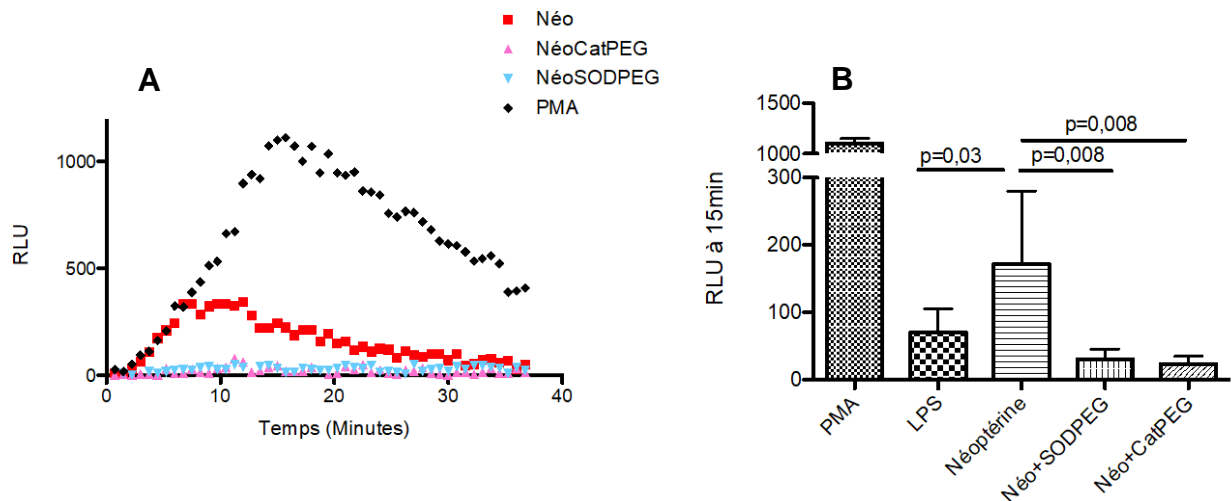 A
Néo
NéoCatPEG
NéoSODPEG
PMA
RLU
1000
500
0
0
10
20
30
40
Temps (Minutes)
B
RLU à 15min
1500
1000
300
200
100
0
p=0,008
p=0,03
p=0,008
PMA
LPS
Néoptérine
Néo+SODPEG
Néo+CatPEG